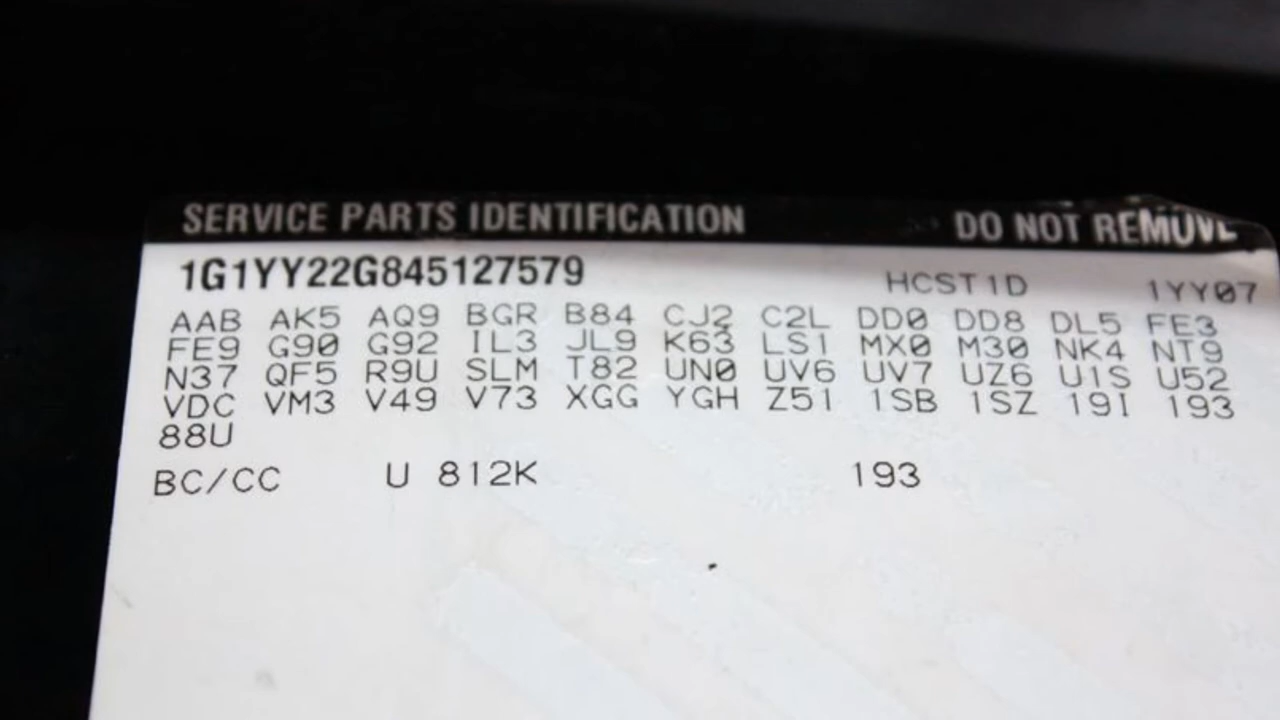 SERVICE PARTS IDENTIFICATION DO NOT REMOVE
1G1YY22G845127579 HCST1D 1YY07
AAB AK5 AQ9 BGR B84 CJ2 C2L DD0 DD8 DL5 FE3
FE9 G90 G92 IL3 JL9 K63 LS1 MX0 M30 NK4 NT9
N37 QF5 R9U SLM T82 UN0 UV6 UV7 UZ6 U1S U52
VDC VM3 V49 V73 XGG YGH Z51 1SB 1SZ 19I 193
88U
BC/CC U 812K 193